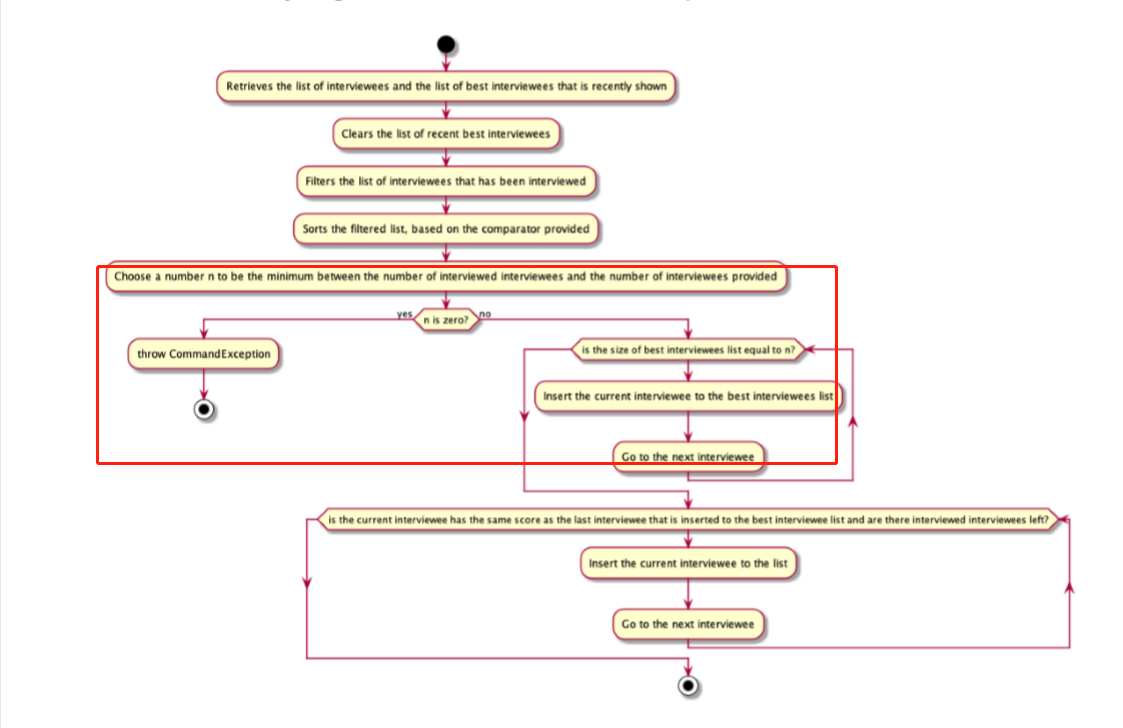 Retrieves the list of interviewees and the list of best interviewees that is recently shown
Clears the list of recent best interviewees
Filters the list of interviewees that has been interviewed
Sorts the filtered list, based on the comparator provided
Choose a number n to be the minimum between the number of interviewed interviewees and the number of interviewees provided
yes
n is zero?
no
throw CommandException
is the size of best interviewees list equal to n?
Insert the current interviewee to the best interviewees list
Go to the next interviewee
is the current interviewee has the same score as the last interviewee that is inserted to the best interviewee list and are there interviewed interviewees left?
Insert the current interviewee to the list
Go to the next interviewee